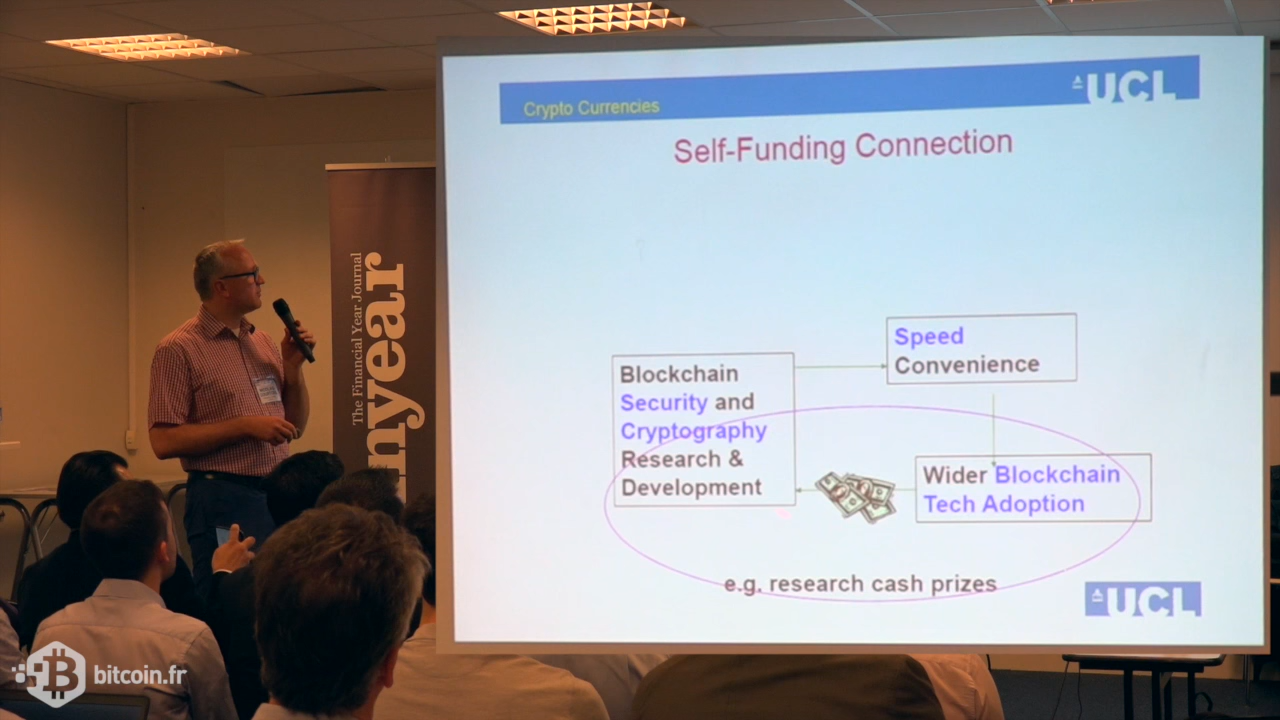 Crypto Currencies
UCL
Self-Funding Connection
Speed
Convenience
Blockchain
Security and
Cryptography
Research &
Development
Wider Blockchain
Tech Adoption
e.g. research cash prizes
UCL
The Financial Year Journal
nyear
bitcoin.fr